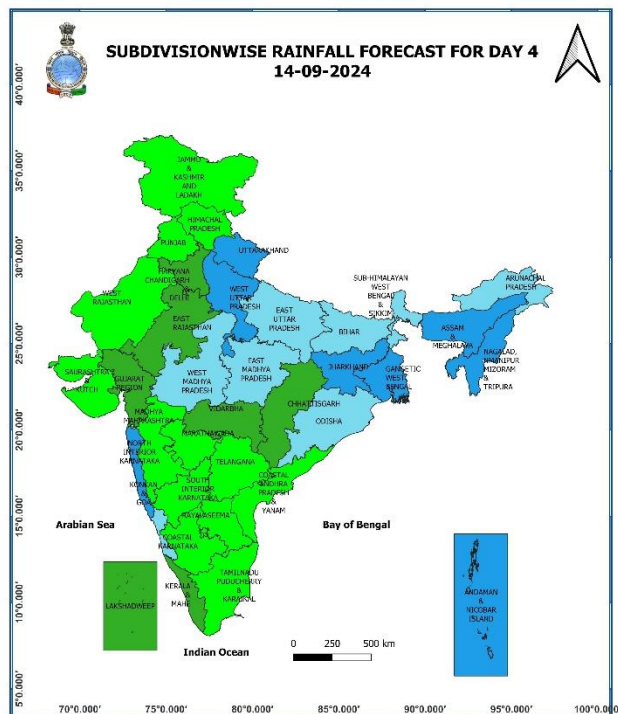 SUBDIVISIONWISE RAINFALL FORECAST FOR DAY 4
14-09-2024
40°0.000'
35°0.000'
30°0.000'
25°0.000'
20°0.000'
15°0.000'
10°0.000'
5°0.000'
JAMMU
&
KASHMIR
AND
LADAKH
HIMACHAL
PRADESH
PUNJAB
UTTARAKHAND
HARYANA
CHANDIGARH
&
DELHI
WEST
UTTAR
PRADESH
WEST
RAJASTHAN
EAST
RAJASTHAN
EAST
UTTAR
PRADESH
SUB-HIMALAYAN
WEST
BENGAL
&
SIKKIM
ARUNACHAL
PRADESH
BIHAR
ASSAM
&
MEGHALAYA
NAGALAD,
MANIPUR
MIZORAM
&
TRIPURA
SAURASHTRA
&
KUTCH
GUJARAT
REGION
WEST
MADHYA
PRADESH
EAST
MADHYA
PRADESH
JHARKHAND
GANGETIC
WEST
BENGAL
CHHATTISGARH
ODISHA
VIDARBHA
MADHYA
MAHARASHTRA
MARATHWADA
NORTH
INTERIOR
KARNATAKA
KONKAN
&
GOA
TELANGANA
SOUTH
INTERIOR
KARNATAKA
COASTAL
ANDHRA
PRADESH
&
YANAM
RAYALASEEMA
COASTAL
KARNATAKA
Arabian Sea
Bay of Bengal
LAKSHADWEEP
KERALA
&
MAHE
TAMILNADU
PUDUCHERRY
&
KARAIKAL
ANDAMAN
&
NICOBAR
ISLAND
Indian Ocean
0 250 500 km
70°0.000' 75°0.000' 80°0.000' 85°0.000' 90°0.000' 95°0.000' 100°0.000'